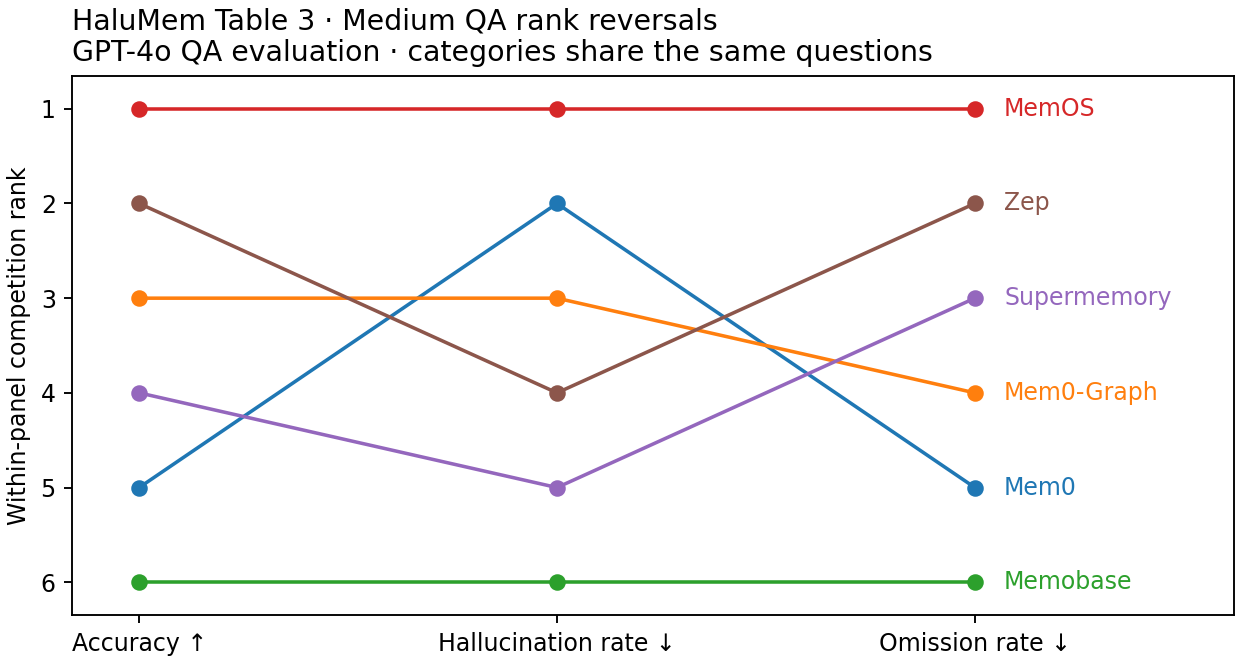 HaluMem Table 3 · Medium QA rank reversals
GPT-4o QA evaluation · categories share the same questions
Within-panel competition rank
1
2
3
4
5
6
MemOS
Zep
Supermemory
Mem0-Graph
Mem0
Memobase
Accuracy ↑
Hallucination rate ↓
Omission rate ↓